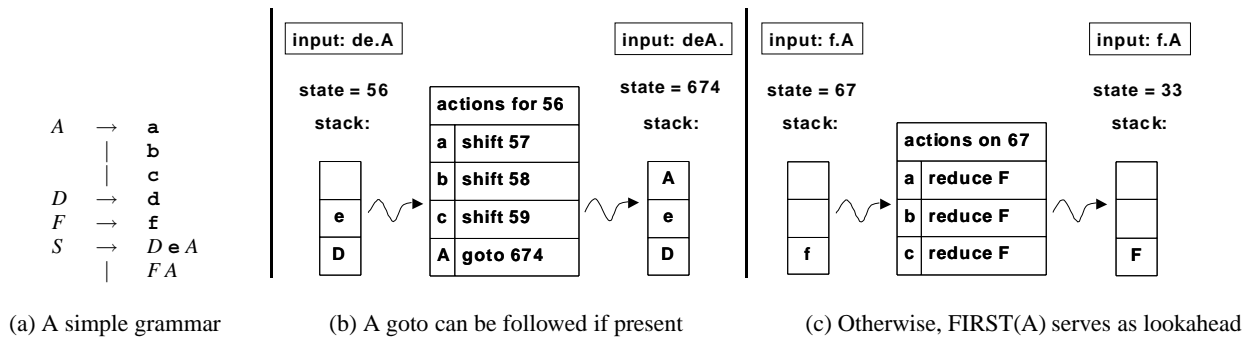 A → a
| b
| c
D → d
F → f
S → D e A
| F A
(a) A simple grammar
input: de.A
state = 56
stack:
e
D
actions for 56
a shift 57
b shift 58
c shift 59
A goto 674
input: deA.
state = 674
stack:
A
e
D
(b) A goto can be followed if present
input: f.A
state = 67
stack:
f
actions on 67
a reduce F
b reduce F
c reduce F
input: f.A
state = 33
stack:
F
(c) Otherwise, FIRST(A) serves as lookahead